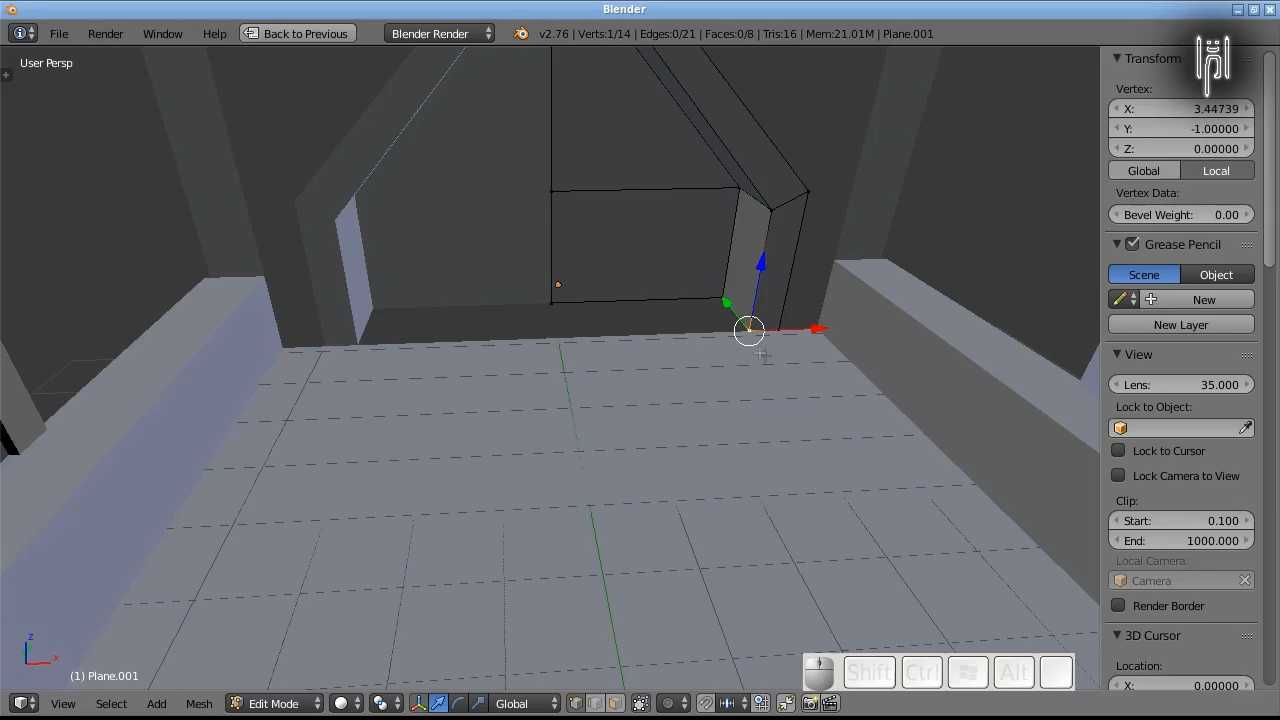 Blender
File Render Window Help Back to Previous Blender Render v2.76 | Verts:1/14 | Edges:0/21 | Faces:0/8 | Tris:16 | Mem:21.01M | Plane.001
User Persp
Transform
Vertex:
X: 3.44739
Y: -1.00000
Z: 0.00000
Global Local
Vertex Data:
Bevel Weight: 0.00
Grease Pencil
Scene Object
New
New Layer
View
Lens: 35.000
Lock to Object:
Lock to Cursor
Lock Camera to View
Clip:
Start: 0.100
End: 1000.000
Local Camera:
Camera
Render Border
3D Cursor
Location:
X: 0.00000
z
x
Shift Ctrl Alt
(1) Plane.001
View Select Add Mesh Edit Mode Global